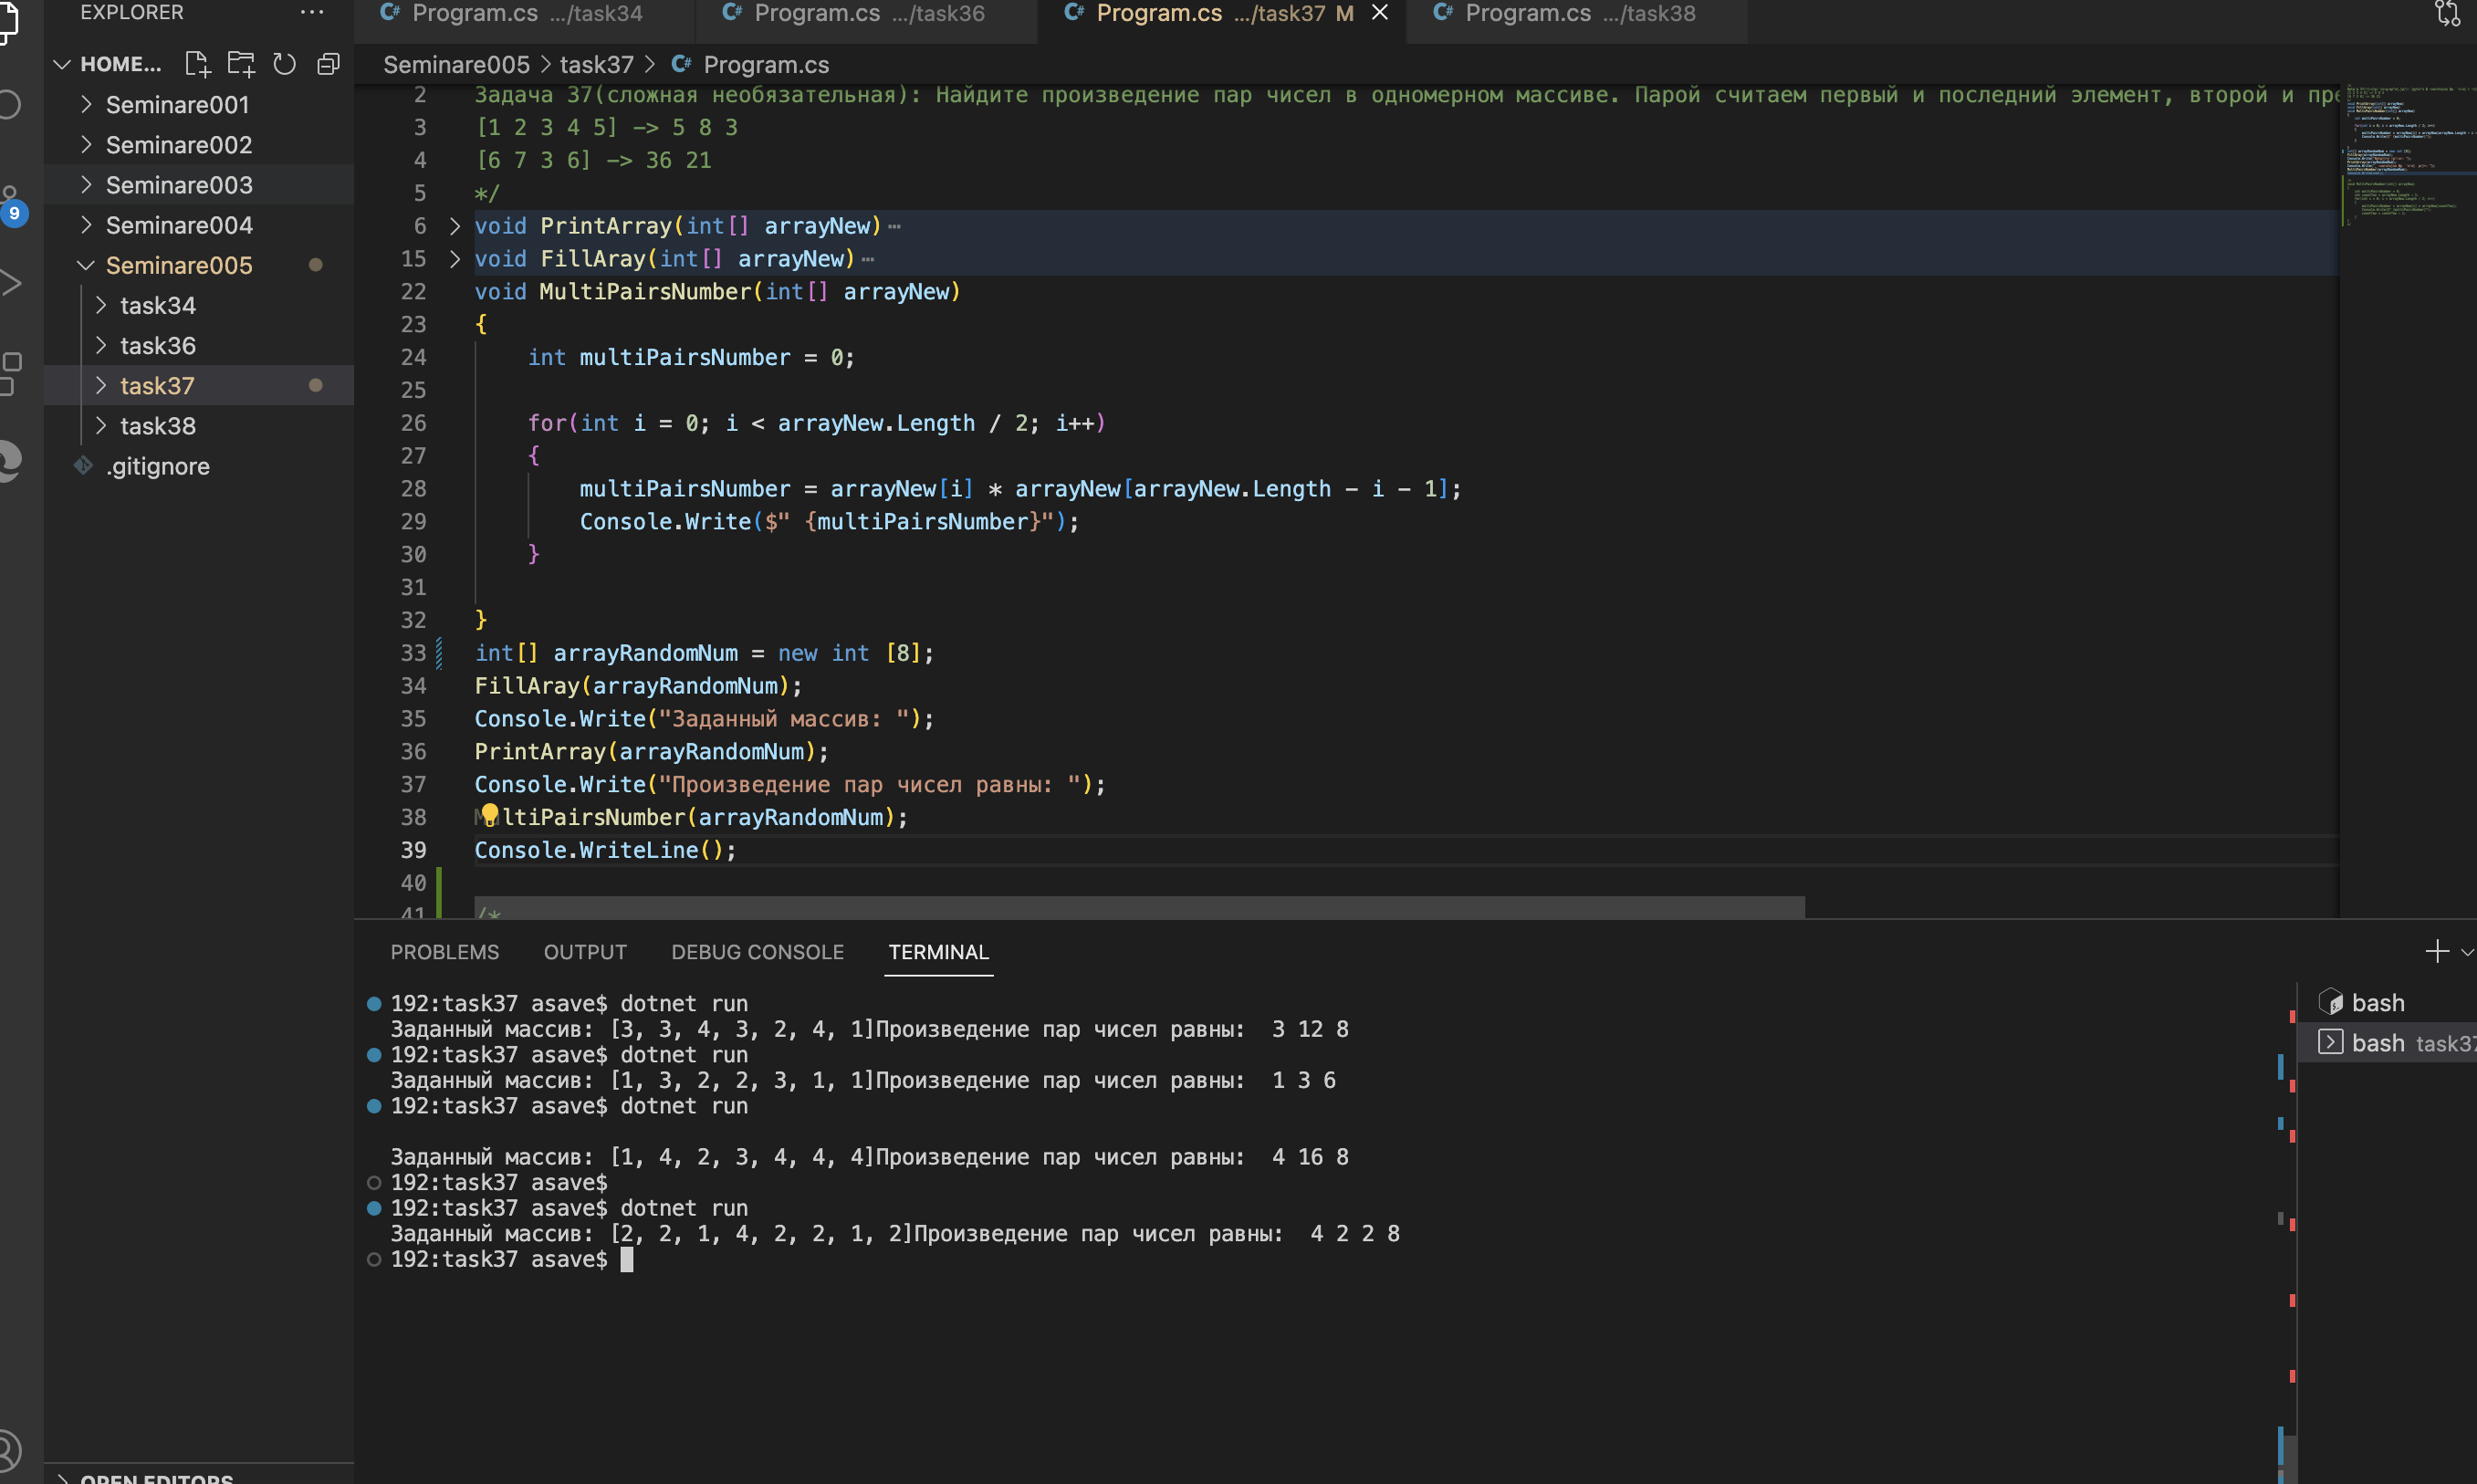 EXPLORER
Program.cs .../task34
Program.cs .../task36
Program.cs .../task37 M
Program.cs .../task38
HOME...
Seminare001
Seminare002
Seminare003
Seminare004
Seminare005
task34
task36
task37
task38
.gitignore
9
OPEN EDITORS
Seminare005 > task37 > Program.cs
2 Задача 37(сложная необязательная): Найдите произведение пар чисел в одномерном массиве. Парой считаем первый и последний элемент, второй и пре
3 [1 2 3 4 5] -> 5 8 3
4 [6 7 3 6] -> 36 21
5 */
6 void PrintArray(int[] arrayNew)…
15 void FillAray(int[] arrayNew)…
22 void MultiPairsNumber(int[] arrayNew)
23 {
24 int multiPairsNumber = 0;
25
26 for(int i = 0; i < arrayNew.Length / 2; i++)
27 {
28 multiPairsNumber = arrayNew[i] * arrayNew[arrayNew.Length - i - 1];
29 Console.Write($" {multiPairsNumber}");
30 }
31
32 }
33 int[] arrayRandomNum = new int [8];
34 FillAray(arrayRandomNum);
35 Console.Write("Заданный массив: ");
36 PrintArray(arrayRandomNum);
37 Console.Write("Произведение пар чисел равны: ");
38 MultiPairsNumber(arrayRandomNum);
39 Console.WriteLine();
40
41 /*
PROBLEMS OUTPUT DEBUG CONSOLE TERMINAL
192:task37 asave$ dotnet run
Заданный массив: [3, 3, 4, 3, 2, 4, 1]Произведение пар чисел равны:  3 12 8
192:task37 asave$ dotnet run
Заданный массив: [1, 3, 2, 2, 3, 1, 1]Произведение пар чисел равны:  1 3 6
192:task37 asave$ dotnet run
Заданный массив: [1, 4, 2, 3, 4, 4, 4]Произведение пар чисел равны:  4 16 8
192:task37 asave$
192:task37 asave$ dotnet run
Заданный массив: [2, 2, 1, 4, 2, 2, 1, 2]Произведение пар чисел равны:  4 2 2 8
192:task37 asave$
bash
bash task37